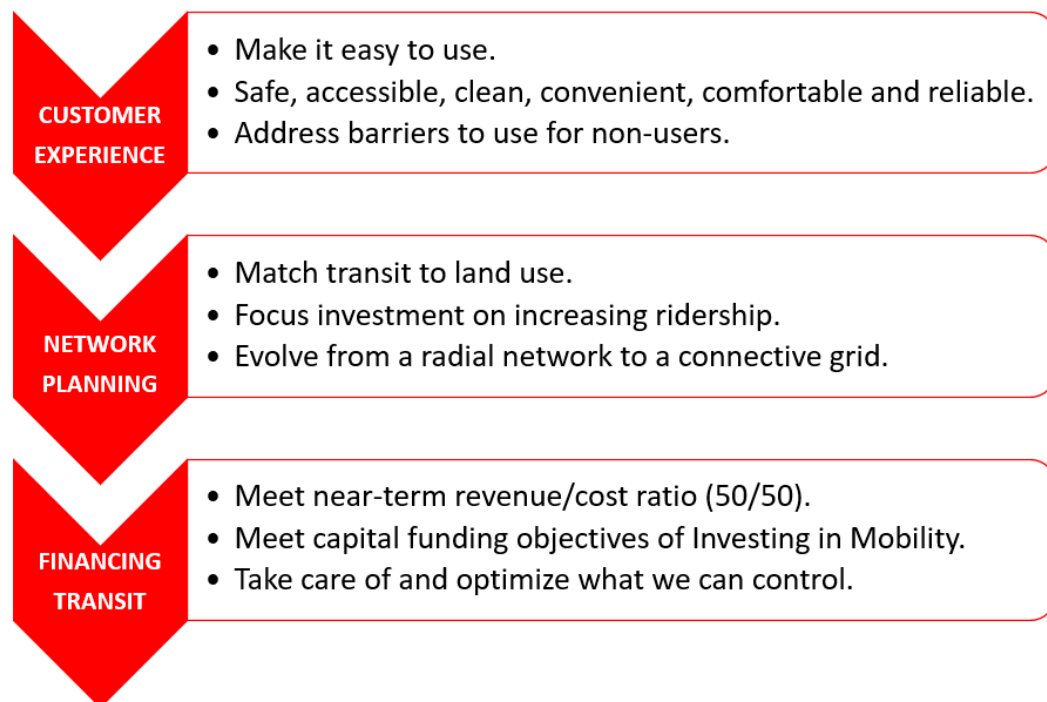 CUSTOMER
EXPERIENCE
• Make it easy to use.
• Safe, accessible, clean, convenient, comfortable and reliable.
• Address barriers to use for non-users.
NETWORK
PLANNING
• Match transit to land use.
• Focus investment on increasing ridership.
• Evolve from a radial network to a connective grid.
FINANCING
TRANSIT
• Meet near-term revenue/cost ratio (50/50).
• Meet capital funding objectives of Investing in Mobility.
• Take care of and optimize what we can control.